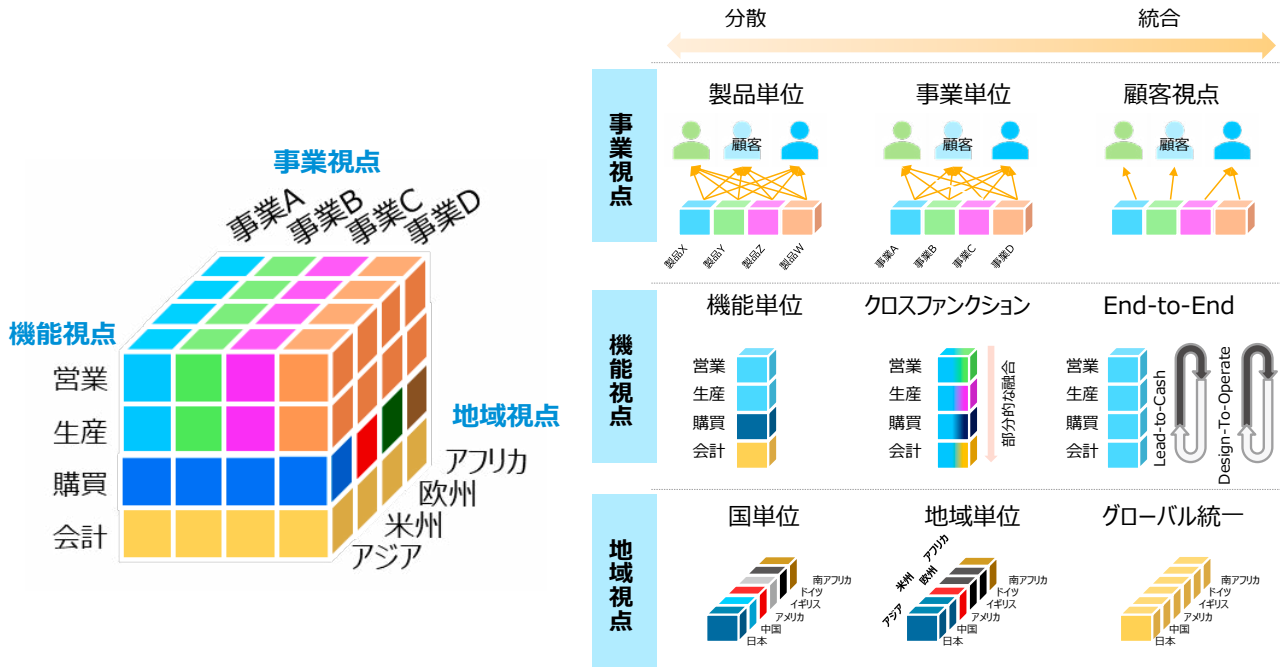 事業視点
事業A
事業B
事業C
事業D
機能視点
営業
生産
購買
会計
地域視点
アフリカ
欧州
米州
アジア
分散
統合
事業視点
製品単位
顧客
製品X
製品Y
製品Z
製品W
事業単位
顧客
事業A
事業B
事業C
事業D
顧客視点
顧客
機能視点
機能単位
営業
生産
購買
会計
クロスファンクション
営業
生産
購買
会計
部分的な融合
End-to-End
営業
生産
購買
会計
Lead-to-Cash
Design-To-Operate
地域視点
国単位
南アフリカ
ドイツ
イギリス
アメリカ
中国
日本
地域単位
アフリカ
欧州
米州
アジア
南アフリカ
ドイツ
イギリス
アメリカ
中国
日本
グローバル統一
南アフリカ
ドイツ
イギリス
アメリカ
中国
日本